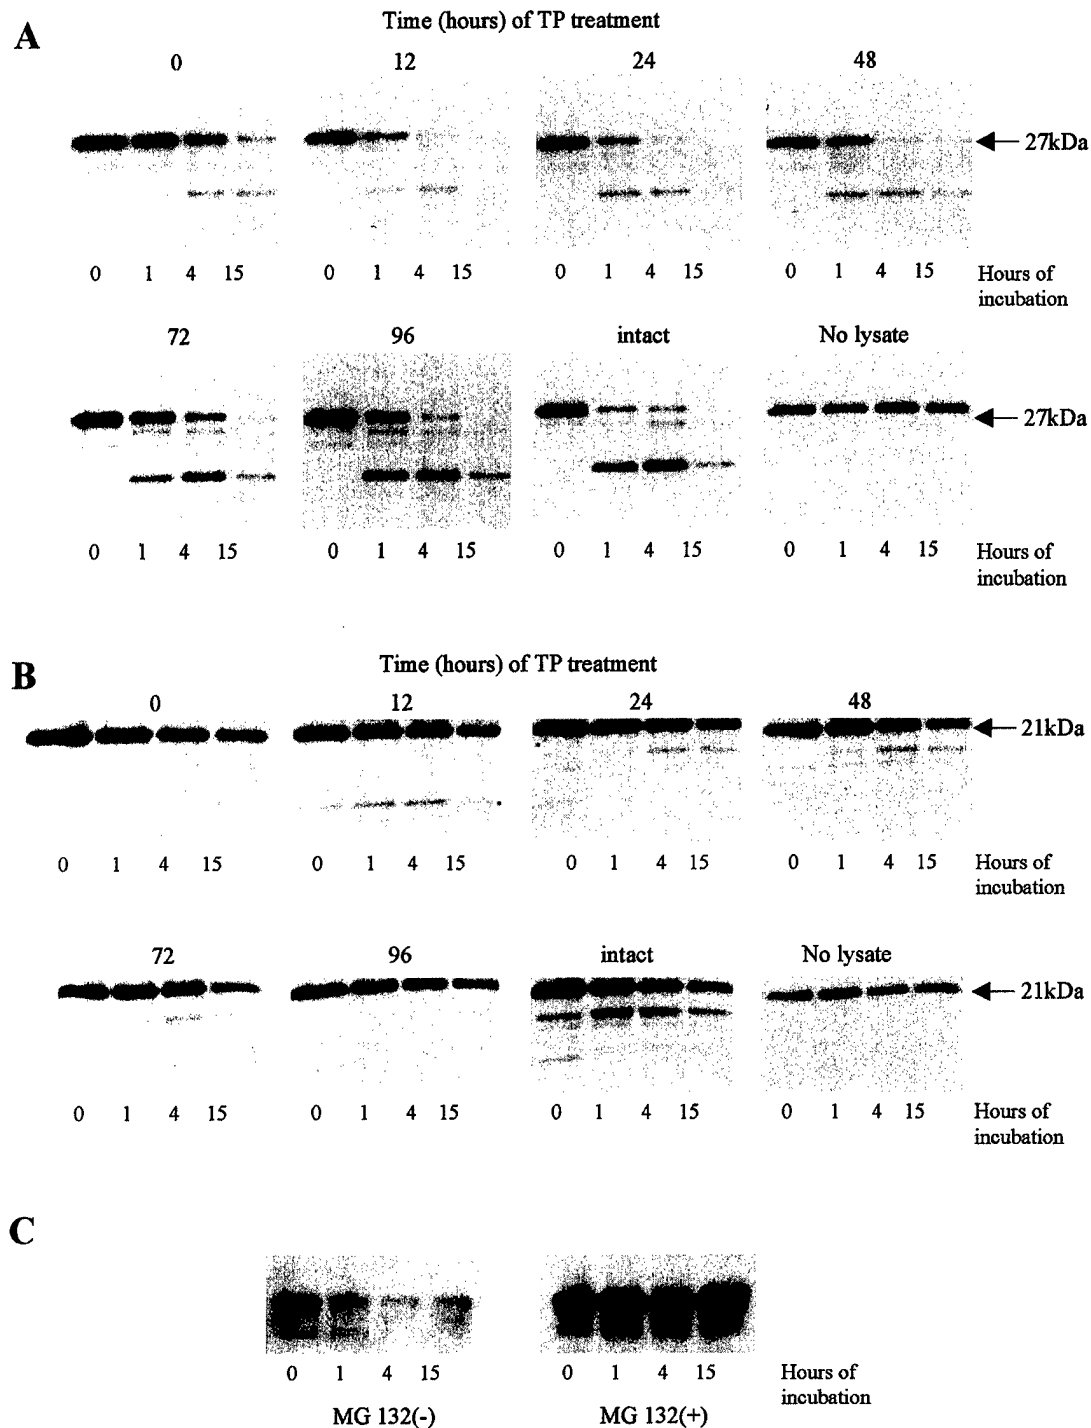 A
Time (hours) of TP treatment
0 12 24 48
27kDa
0 1 4 15 0 1 4 15 0 1 4 15 0 1 4 15 Hours of
incubation
72 96 intact No lysate
27kDa
0 1 4 15 0 1 4 15 0 1 4 15 0 1 4 15 Hours of
incubation
B
Time (hours) of TP treatment
0 12 24 48
21kDa
0 1 4 15 0 1 4 15 0 1 4 15 0 1 4 15 Hours of
incubation
72 96 intact No lysate
21kDa
0 1 4 15 0 1 4 15 0 1 4 15 0 1 4 15 Hours of
incubation
C
0 1 4 15 0 1 4 15 Hours of
incubation
MG 132(-) MG 132(+)